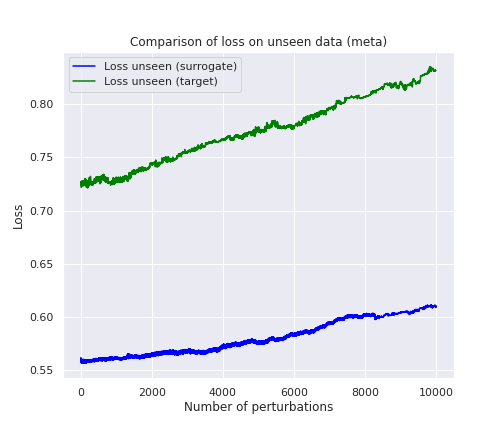 Comparison of loss on unseen data (meta)
Loss unseen (surrogate)
Loss unseen (target)
Loss
0.80
0.75
0.70
0.65
0.60
0.55
0 2000 4000 6000 8000 10000
Number of perturbations